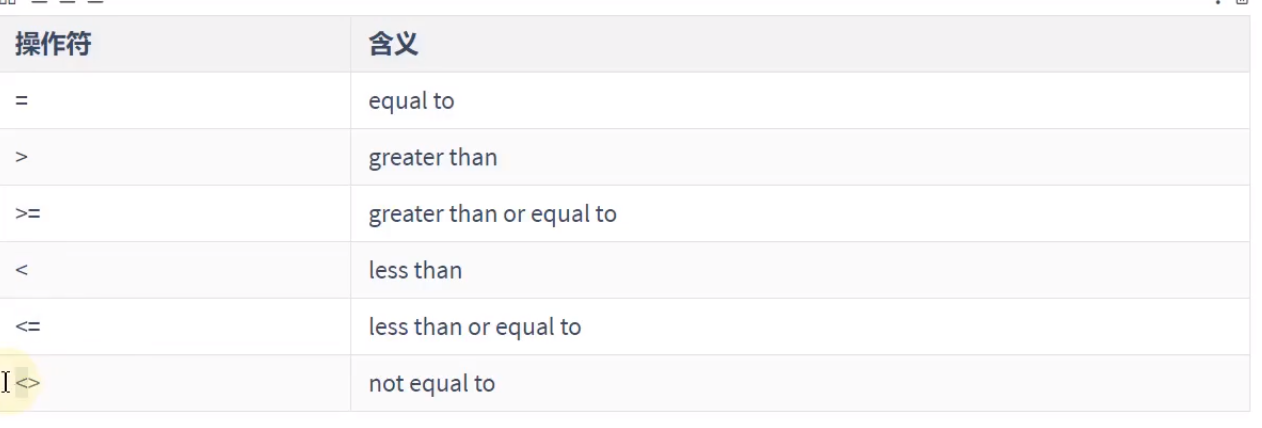 操作符 含义
= equal to
> greater than
>= greater than or equal to
< less than
<= less than or equal to
<> not equal to